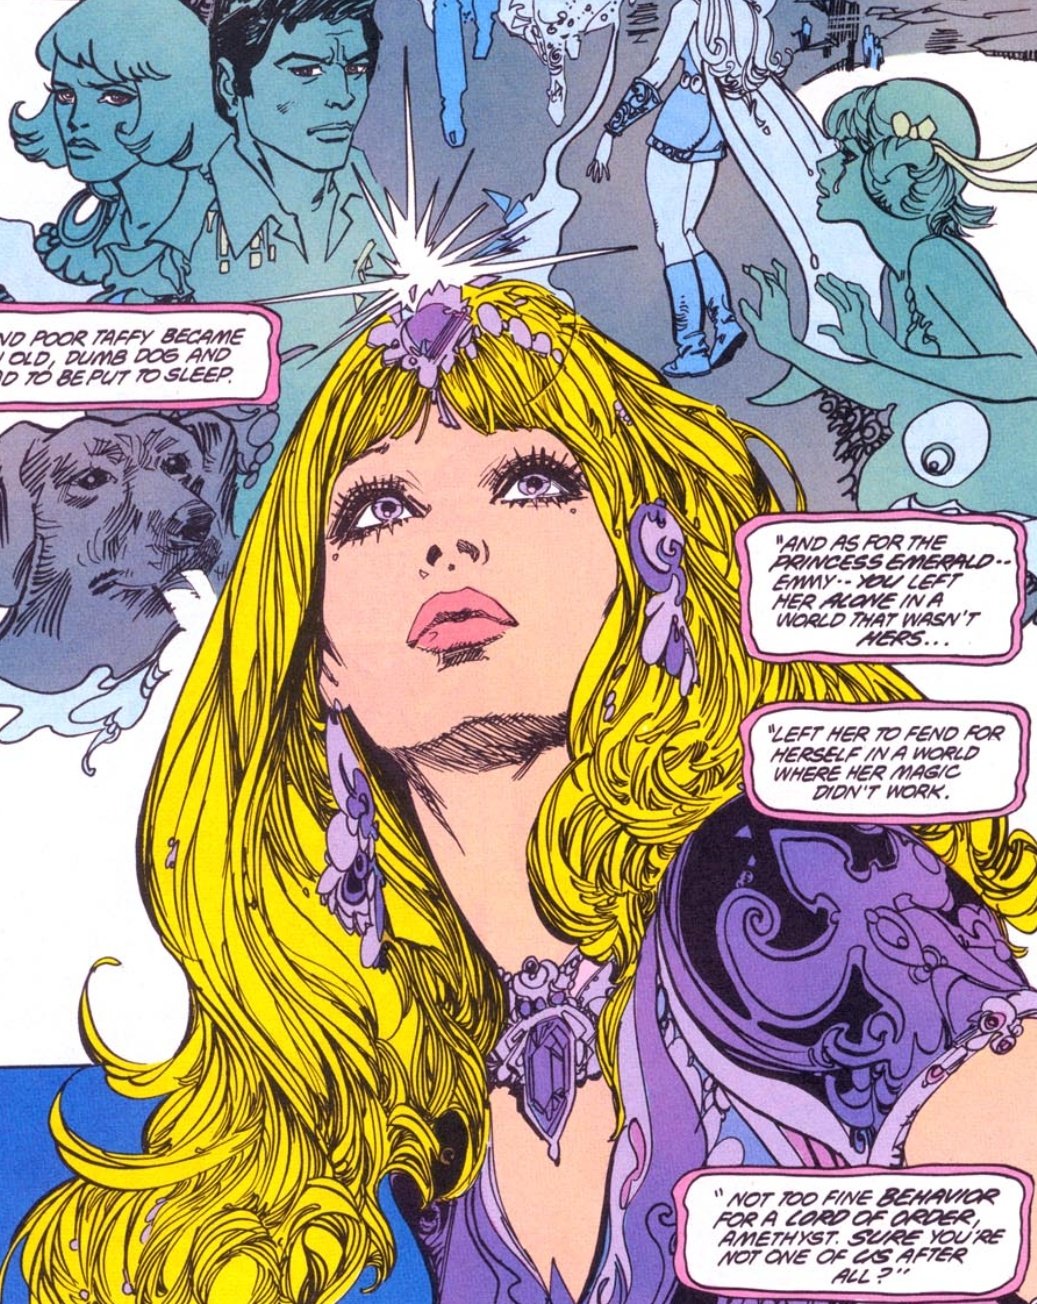 ND POOR TAFFY BECAME
OLD, DUMB DOG AND
D TO BE PUT TO SLEEP.
"AND AS FOR THE
PRINCESS EMERALD--
EMMY--YOU LEFT
HER ALONE IN A
WORLD THAT WASN'T
HERS...
"LEFT HER TO FEND FOR
HERSELF IN A WORLD
WHERE HER MAGIC
DIDN'T WORK.
"NOT TOO FINE BEHAVIOR
FOR A LORD OF ORDER,
AMETHYST. SURE YOU'RE
NOT ONE OF US AFTER
ALL?"